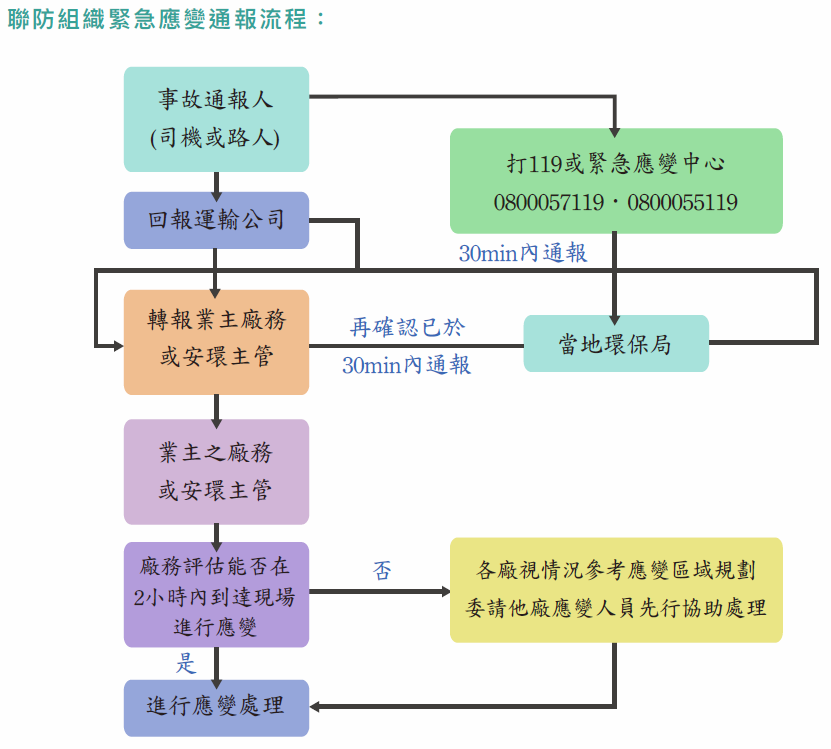 聯防組織緊急應變通報流程：
事故通報人
(司機或路人)
打119或緊急應變中心
0800057119・0800055119
回報運輸公司
30min內通報
轉報業主廠務
或安環主管
再確認已於
30min內通報
當地環保局
業主之廠務
或安環主管
廠務評估能否在
2小時內到達現場
進行應變
否
各廠視情況參考應變區域規劃
委請他廠應變人員先行協助處理
是
進行應變處理